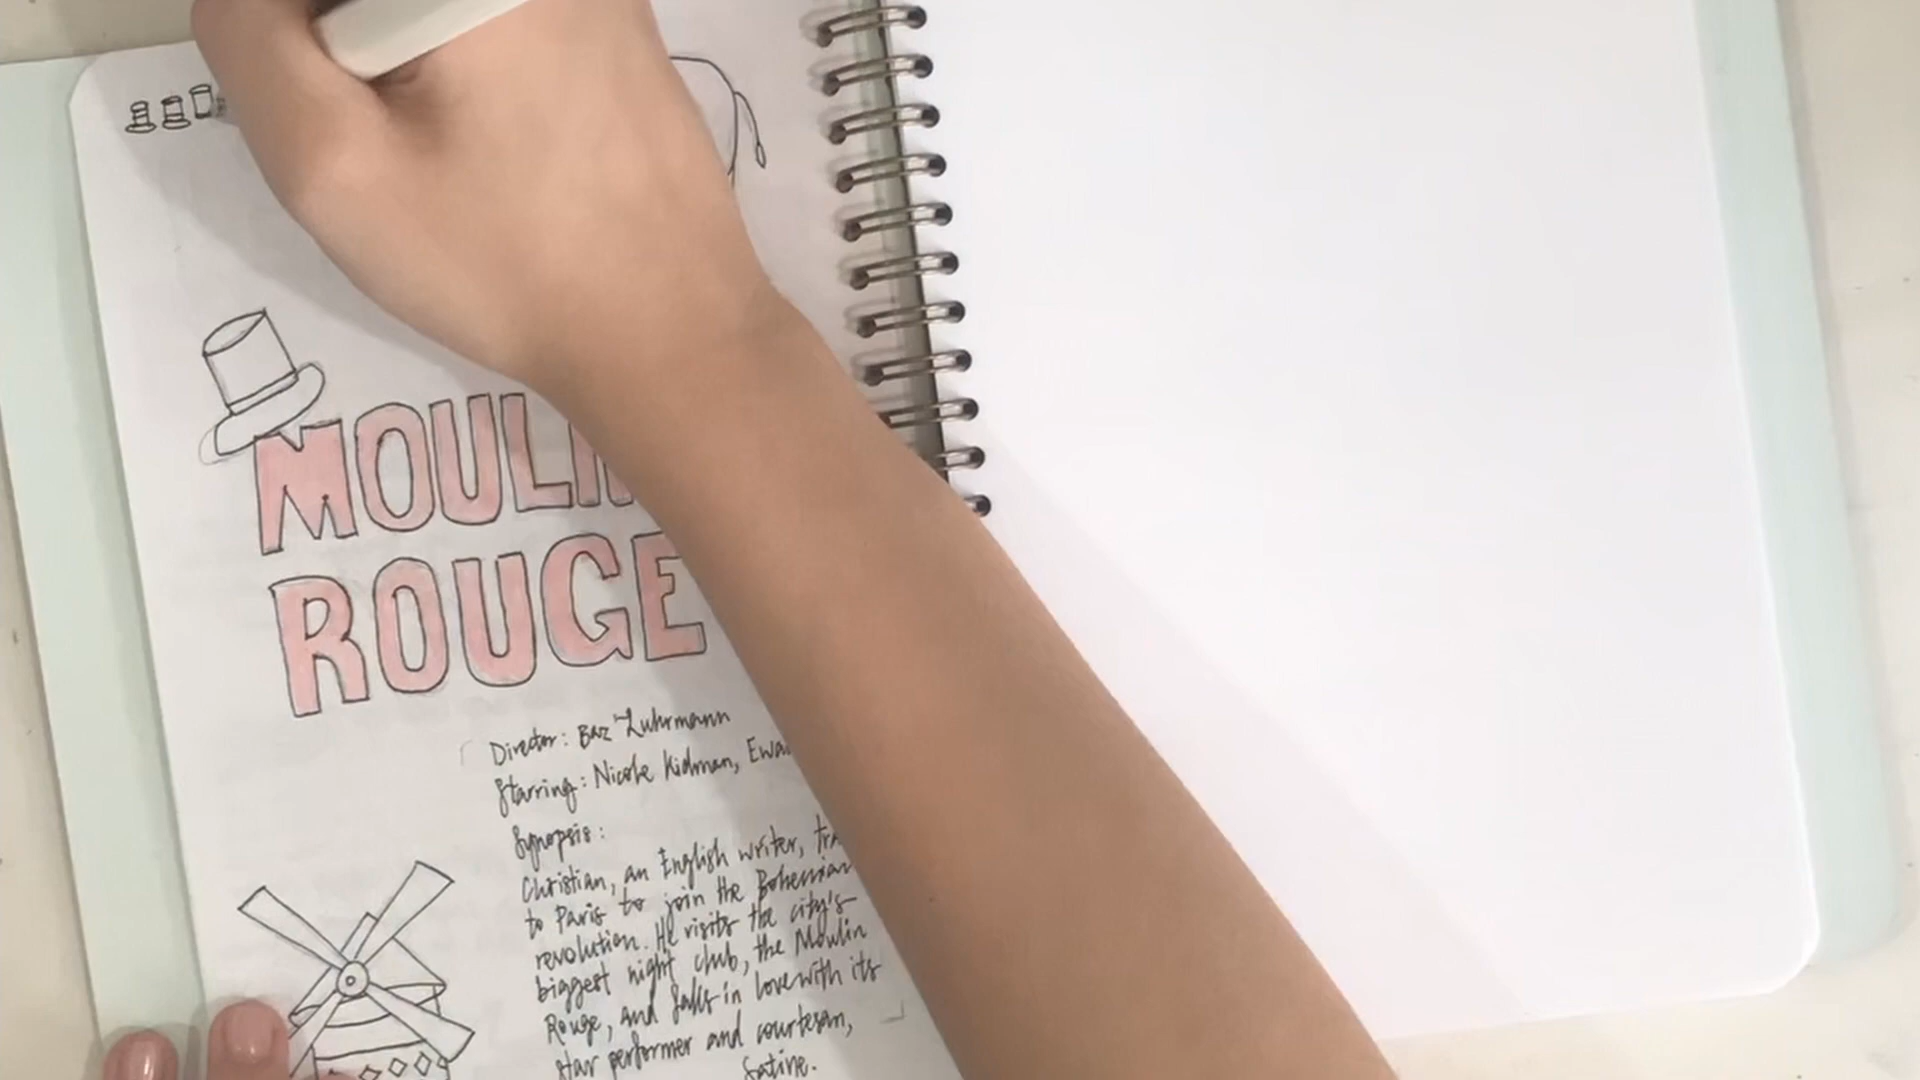 MOULIN
ROUGE
Director: Baz Luhrmann
Starring: Nicole Kidman, Ewa
Synopsis:
Christian, an English writer, tra
to Paris to join the Bohemian
revolution. He visits the city's
biggest night club, the Moulin
Rouge, and falls in love with its
star performer and courtesan,
Satine.